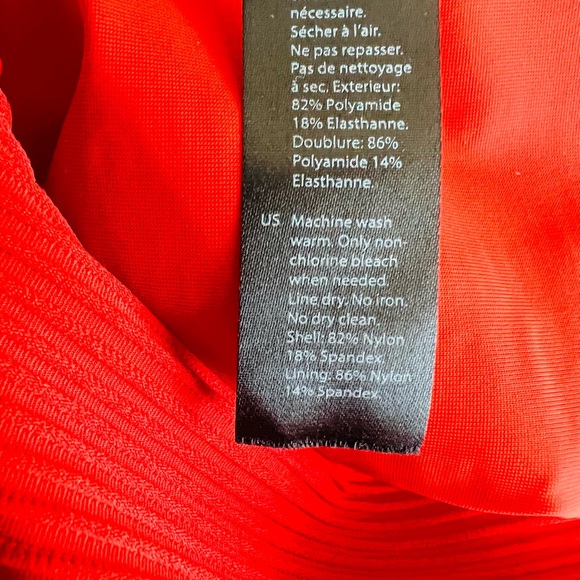 nécessaire.
Sécher à l'air.
Ne pas repasser.
Pas de nettoyage
à sec. Exterieur:
82% Polyamide
18% Elasthanne.
Doublure: 86%
Polyamide 14%
Elasthanne.
US Machine wash
warm. Only non-
chlorine bleach
when needed.
Line dry. No iron.
No dry clean.
Shell: 82% Nylon
18% Spandex.
Lining: 86% Nylon
14% Spandex.